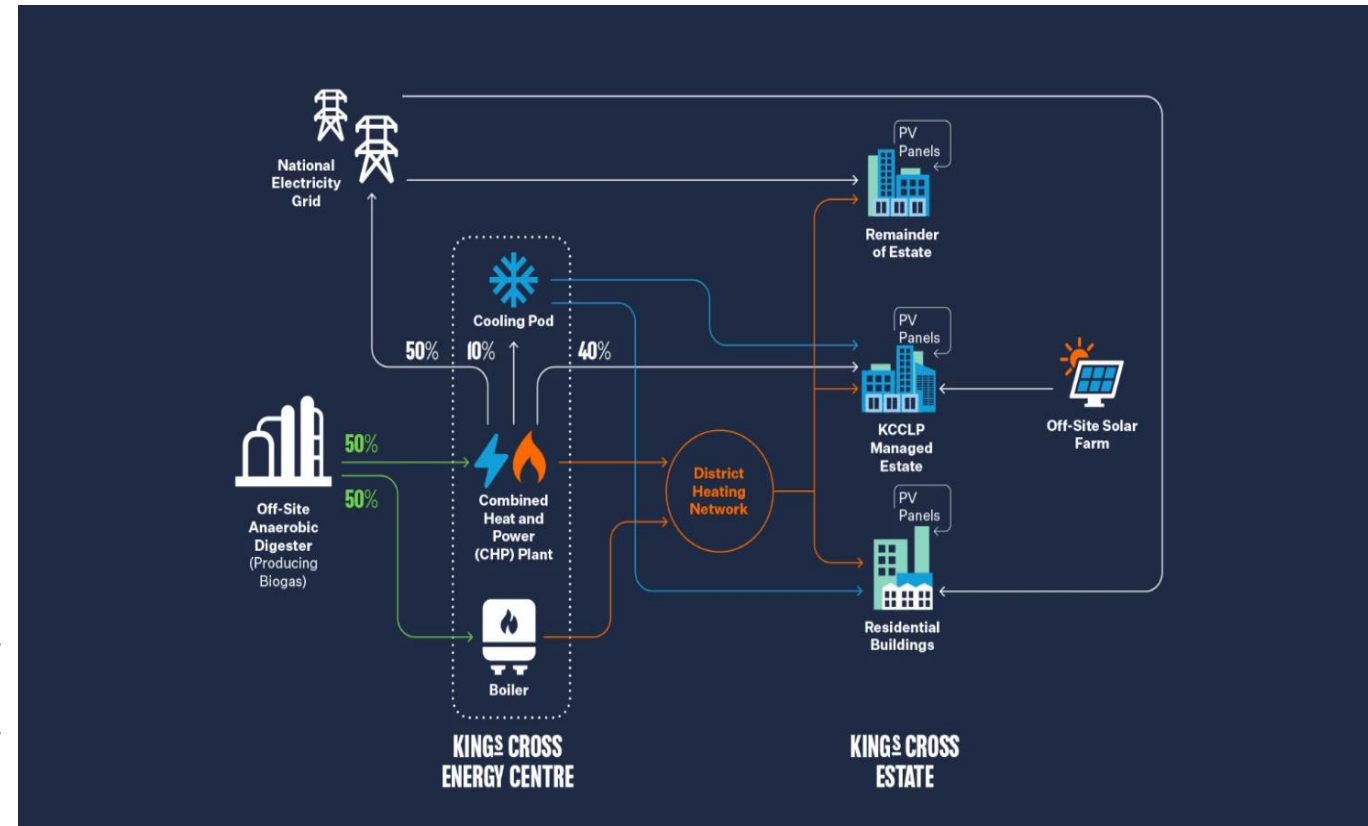 PV
Panels
National
Electricity
Grid
Remainder
of Estate
Cooling Pod
50%
10%
40%
PV
Panels
KCCLP
Managed
Estate
Off-Site Solar
Farm
50%
50%
Off-Site
Anaerobic
Digester
(Producing
Biogas)
Combined
Heat and
Power
(CHP) Plant
District
Heating
Network
PV
Panels
Residential
Buildings
Boiler
KINGS CROSS
ENERGY CENTRE
KINGS CROSS
ESTATE